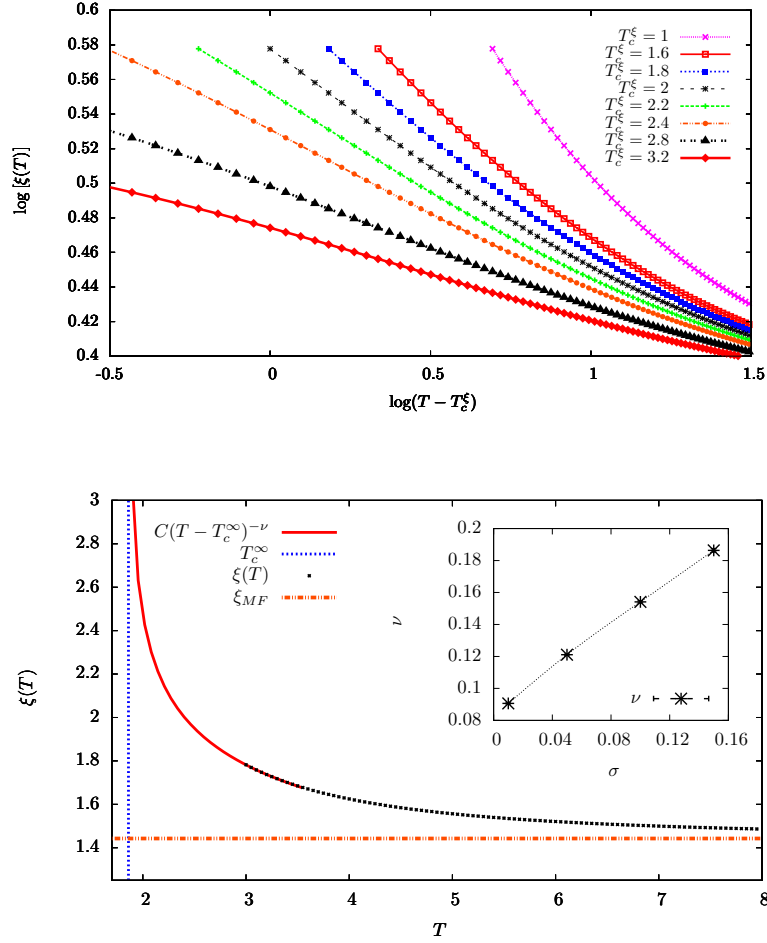 0.6
0.58
0.56
0.54
0.52
0.5
0.48
0.46
0.44
0.42
0.4
log [ξ(T)]
-0.5 0 0.5 1 1.5
log(T − T_c^ξ)
T_c^ξ = 1
T_c^ξ = 1.6
T_c^ξ = 1.8
T_c^ξ = 2
T_c^ξ = 2.2
T_c^ξ = 2.4
T_c^ξ = 2.8
T_c^ξ = 3.2
3
2.8
2.6
2.4
2.2
2
1.8
1.6
1.4
ξ(T)
2 3 4 5 6 7 8
T
C(T − T_c^∞)^{−ν}
T_c^∞
ξ(T)
ξ_{MF}
0.2
0.18
0.16
0.14
0.12
0.1
0.08
ν
ν
0 0.04 0.08 0.12 0.16
σ